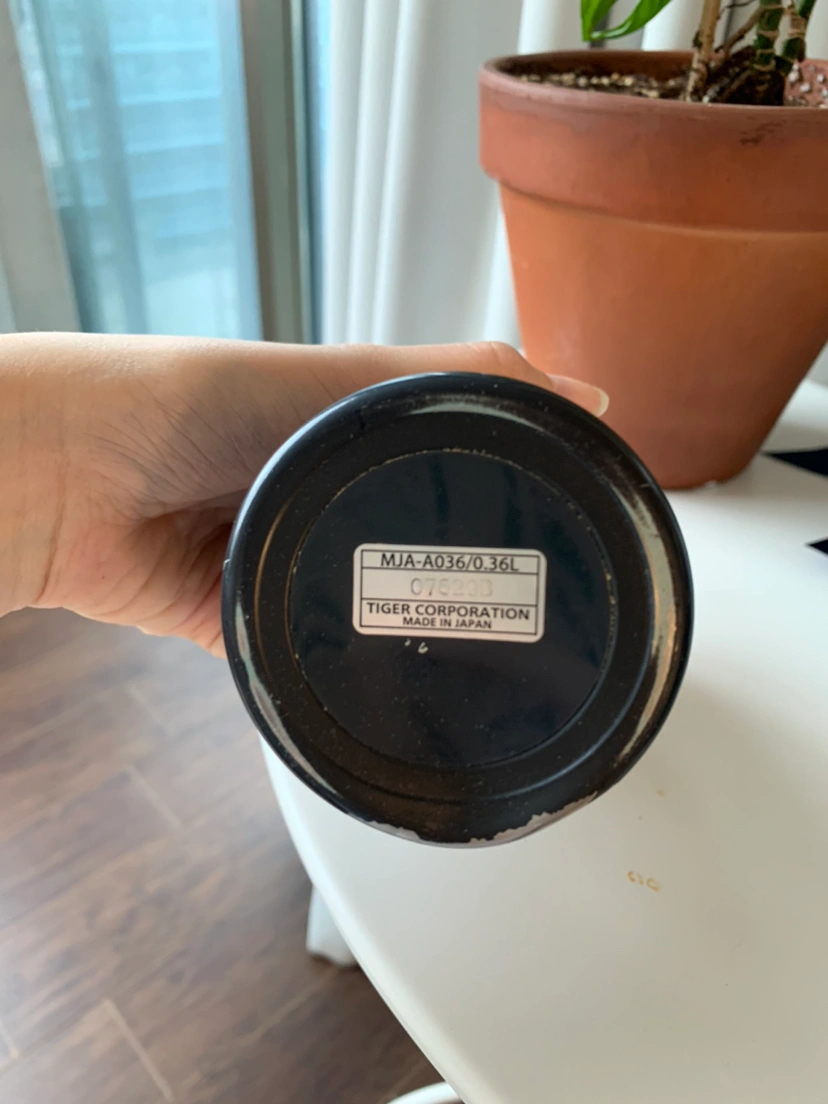 MJA-A036/0.36L
TIGER CORPORATION
MADE IN JAPAN